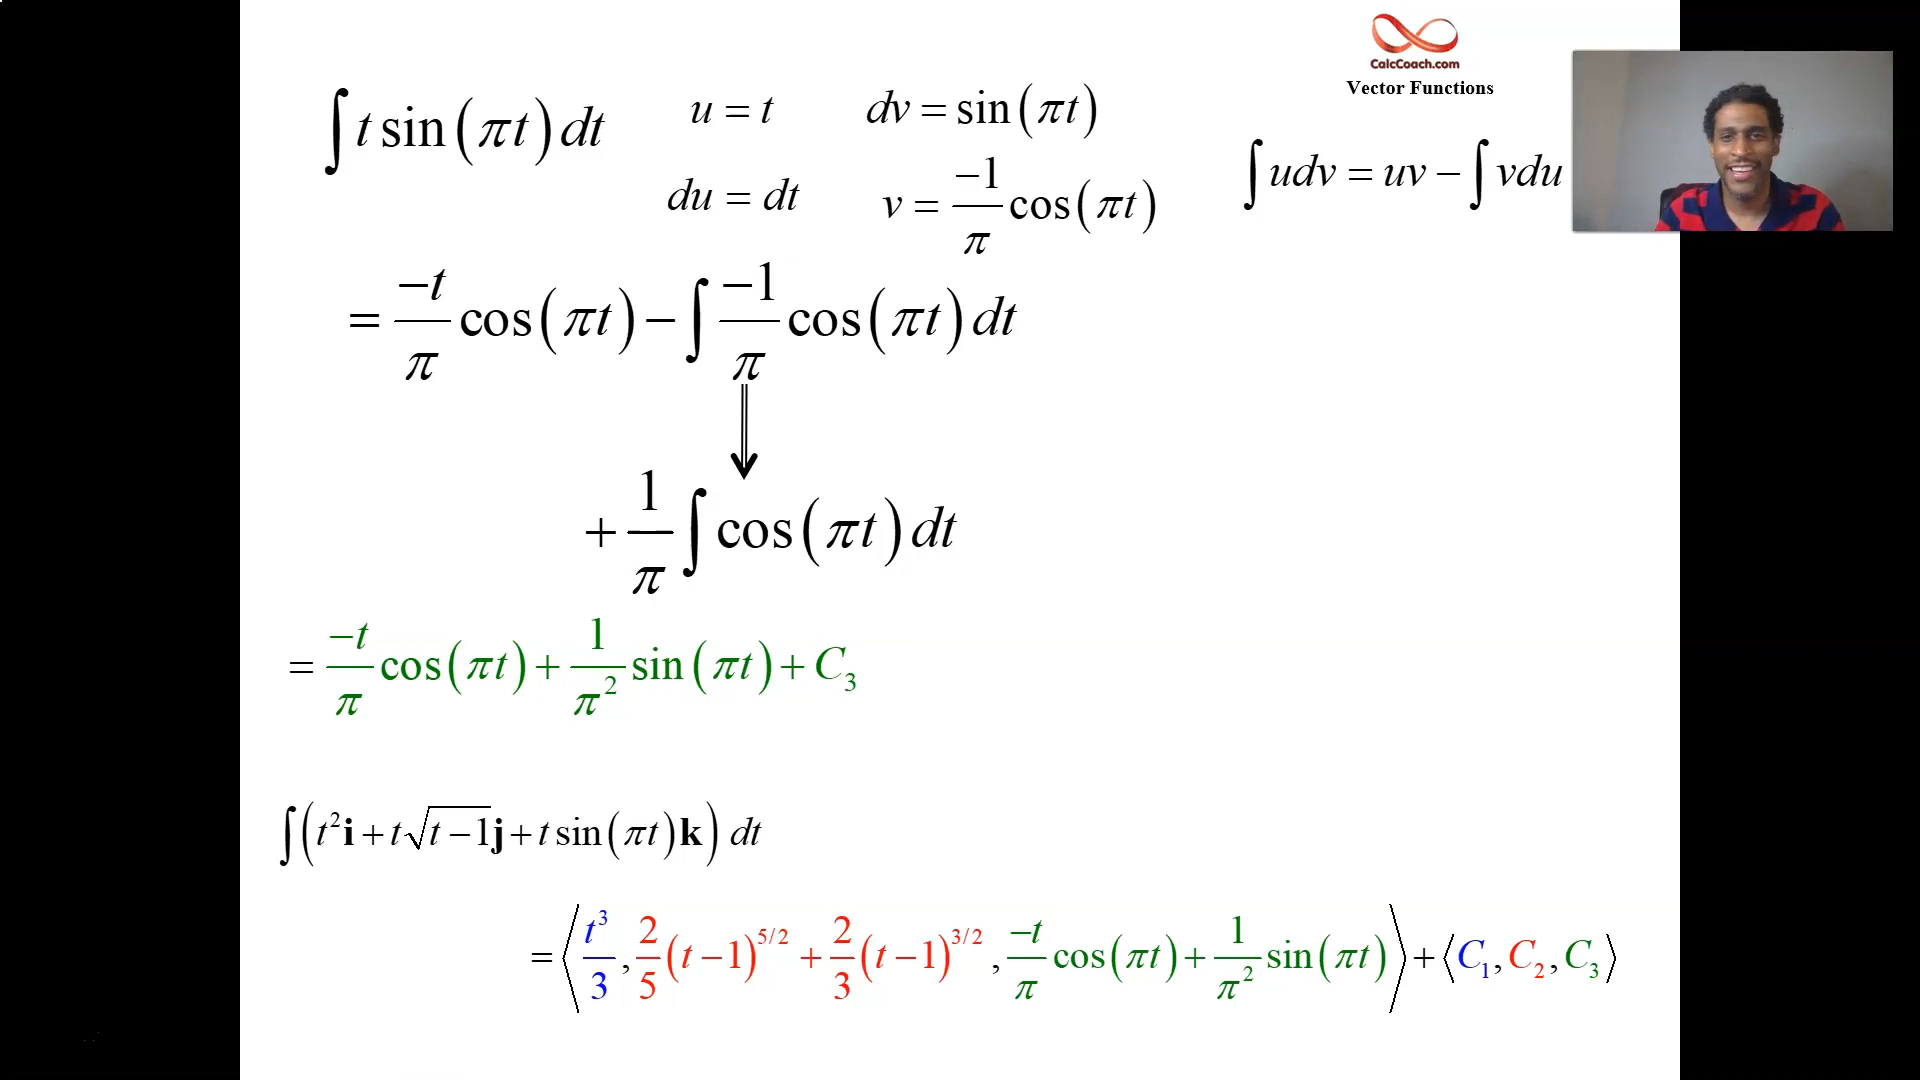 CalcCoach.com
Vector Functions
∫ t sin(πt) dt
u = t
dv = sin(πt)
du = dt
v = −1/π cos(πt)
∫ udv = uv − ∫ vdu
= −t/π cos(πt) − ∫ −1/π cos(πt) dt
+ 1/π ∫ cos(πt) dt
= −t/π cos(πt) + 1/π² sin(πt) + C₃
∫(t²i + t√(t−1)j + t sin(πt)k) dt
= ⟨t³/3, 2/5(t−1)^5/2 + 2/3(t−1)^3/2, −t/π cos(πt) + 1/π² sin(πt)⟩ + ⟨C₁, C₂, C₃⟩